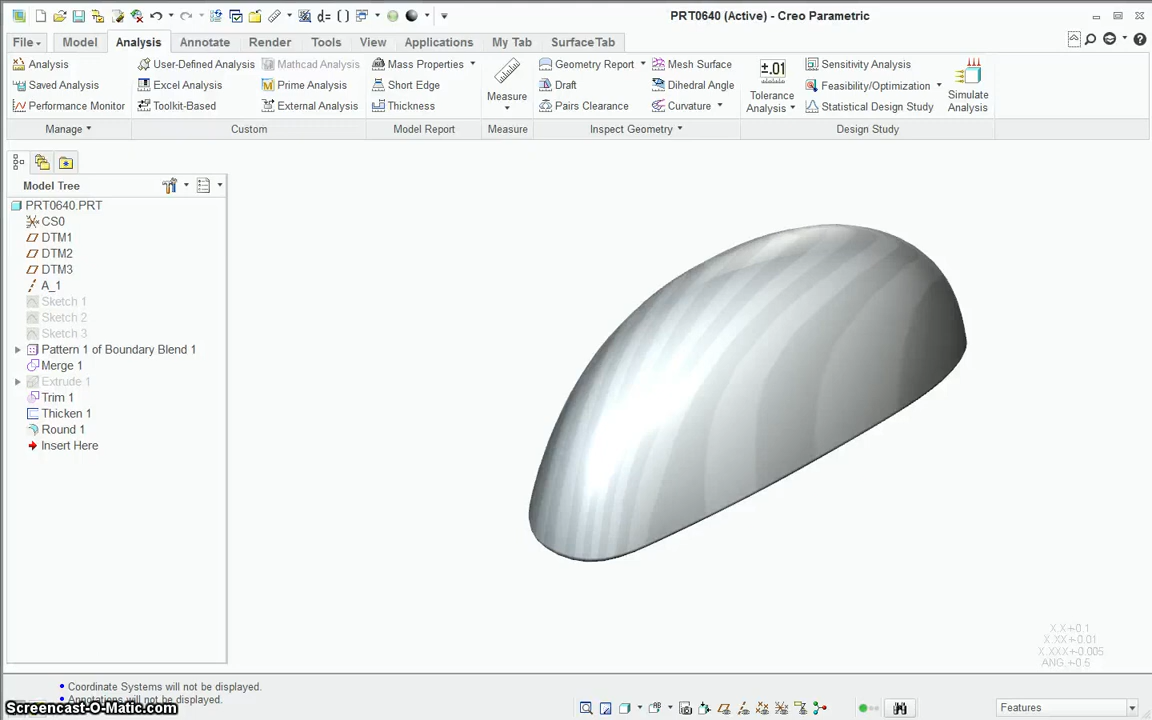 PRT0640 (Active) - Creo Parametric
File Model Analysis Annotate Render Tools View Applications My Tab SurfaceTab
Analysis User-Defined Analysis Mathcad Analysis Mass Properties Geometry Report Mesh Surface Sensitivity Analysis
Saved Analysis Excel Analysis Prime Analysis Short Edge Measure Draft Dihedral Angle Tolerance Analysis Feasibility/Optimization Simulate Analysis
Performance Monitor Toolkit-Based External Analysis Thickness Pairs Clearance Curvature Statistical Design Study
Manage Custom Model Report Measure Inspect Geometry Design Study
Model Tree
PRT0640.PRT
CS0
DTM1
DTM2
DTM3
A_1
Sketch 1
Sketch 2
Sketch 3
Pattern 1 of Boundary Blend 1
Merge 1
Extrude 1
Trim 1
Thicken 1
Round 1
Insert Here
X.X+-0.1
X.XX+-0.01
X.XXX+-0.005
ANG.+-0.5
• Coordinate Systems will not be displayed.
• Annotations will not be displayed.
Screencast-O-Matic.com
Features